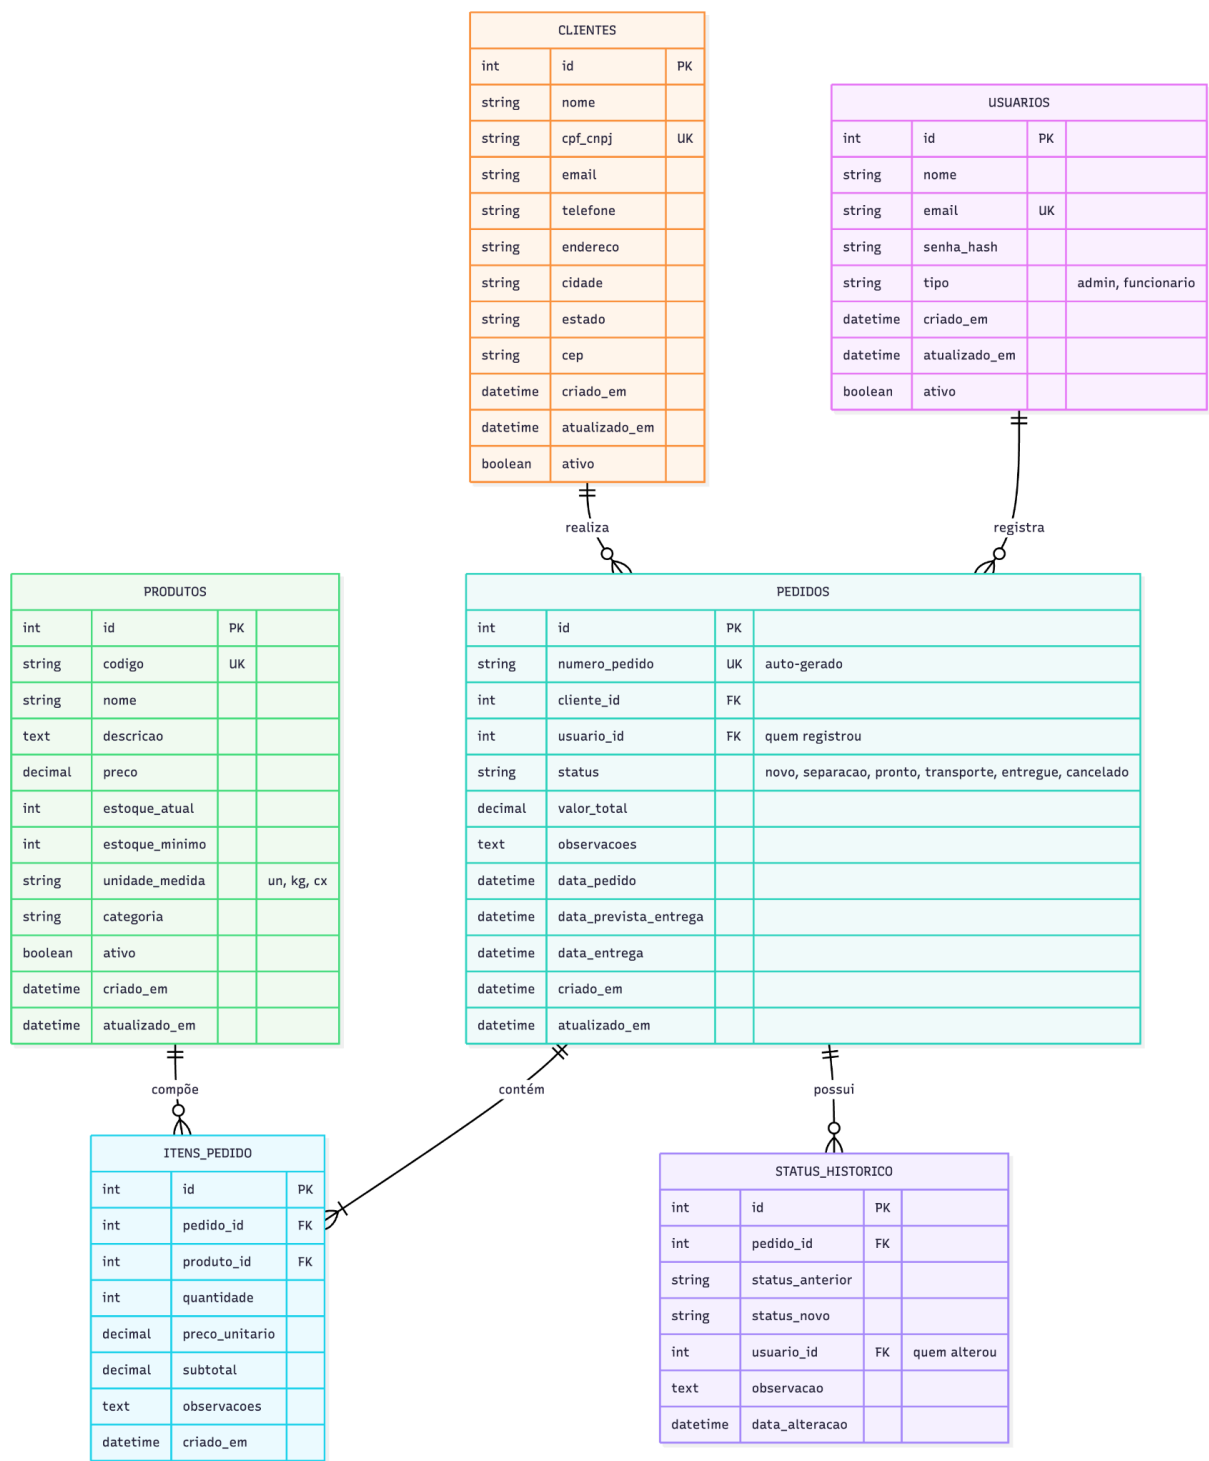 CLIENTES
int id PK
string nome
string cpf_cnpj UK
string email
string telefone
string endereco
string cidade
string estado
string cep
datetime criado_em
datetime atualizado_em
boolean ativo
USUARIOS
int id PK
string nome
string email UK
string senha_hash
string tipo admin, funcionario
datetime criado_em
datetime atualizado_em
boolean ativo
realiza
registra
PRODUTOS
int id PK
string codigo UK
string nome
text descricao
decimal preco
int estoque_atual
int estoque_minimo
string unidade_medida un, kg, cx
string categoria
boolean ativo
datetime criado_em
datetime atualizado_em
PEDIDOS
int id PK
string numero_pedido UK auto-gerado
int cliente_id FK
int usuario_id FK quem registrou
string status novo, separacao, pronto, transporte, entregue, cancelado
decimal valor_total
text observacoes
datetime data_pedido
datetime data_prevista_entrega
datetime data_entrega
datetime criado_em
datetime atualizado_em
compõe
contém
possui
ITENS_PEDIDO
int id PK
int pedido_id FK
int produto_id FK
int quantidade
decimal preco_unitario
decimal subtotal
text observacoes
datetime criado_em
STATUS_HISTORICO
int id PK
int pedido_id FK
string status_anterior
string status_novo
int usuario_id FK quem alterou
text observacao
datetime data_alteracao